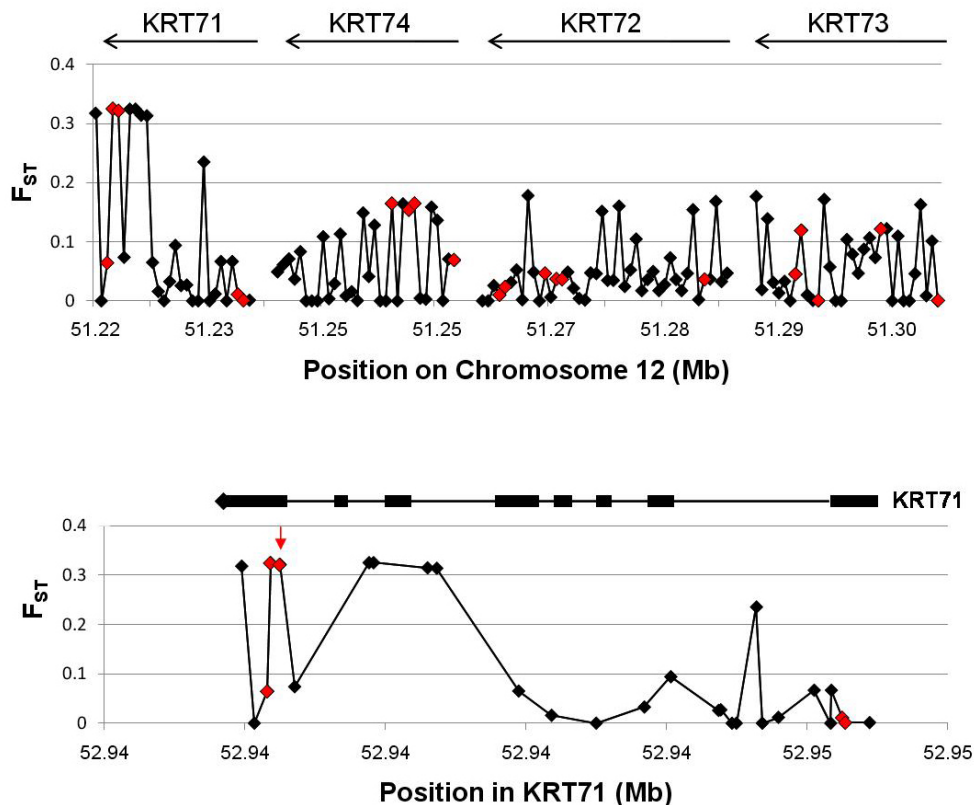 KRT71 KRT74 KRT72 KRT73
0.4
0.3
0.2
0.1
0
FST
51.22 51.23 51.25 51.25 51.27 51.28 51.29 51.30
Position on Chromosome 12 (Mb)
KRT71
0.4
0.3
0.2
0.1
0
FST
52.94 52.94 52.94 52.94 52.94 52.95 52.95
Position in KRT71 (Mb)